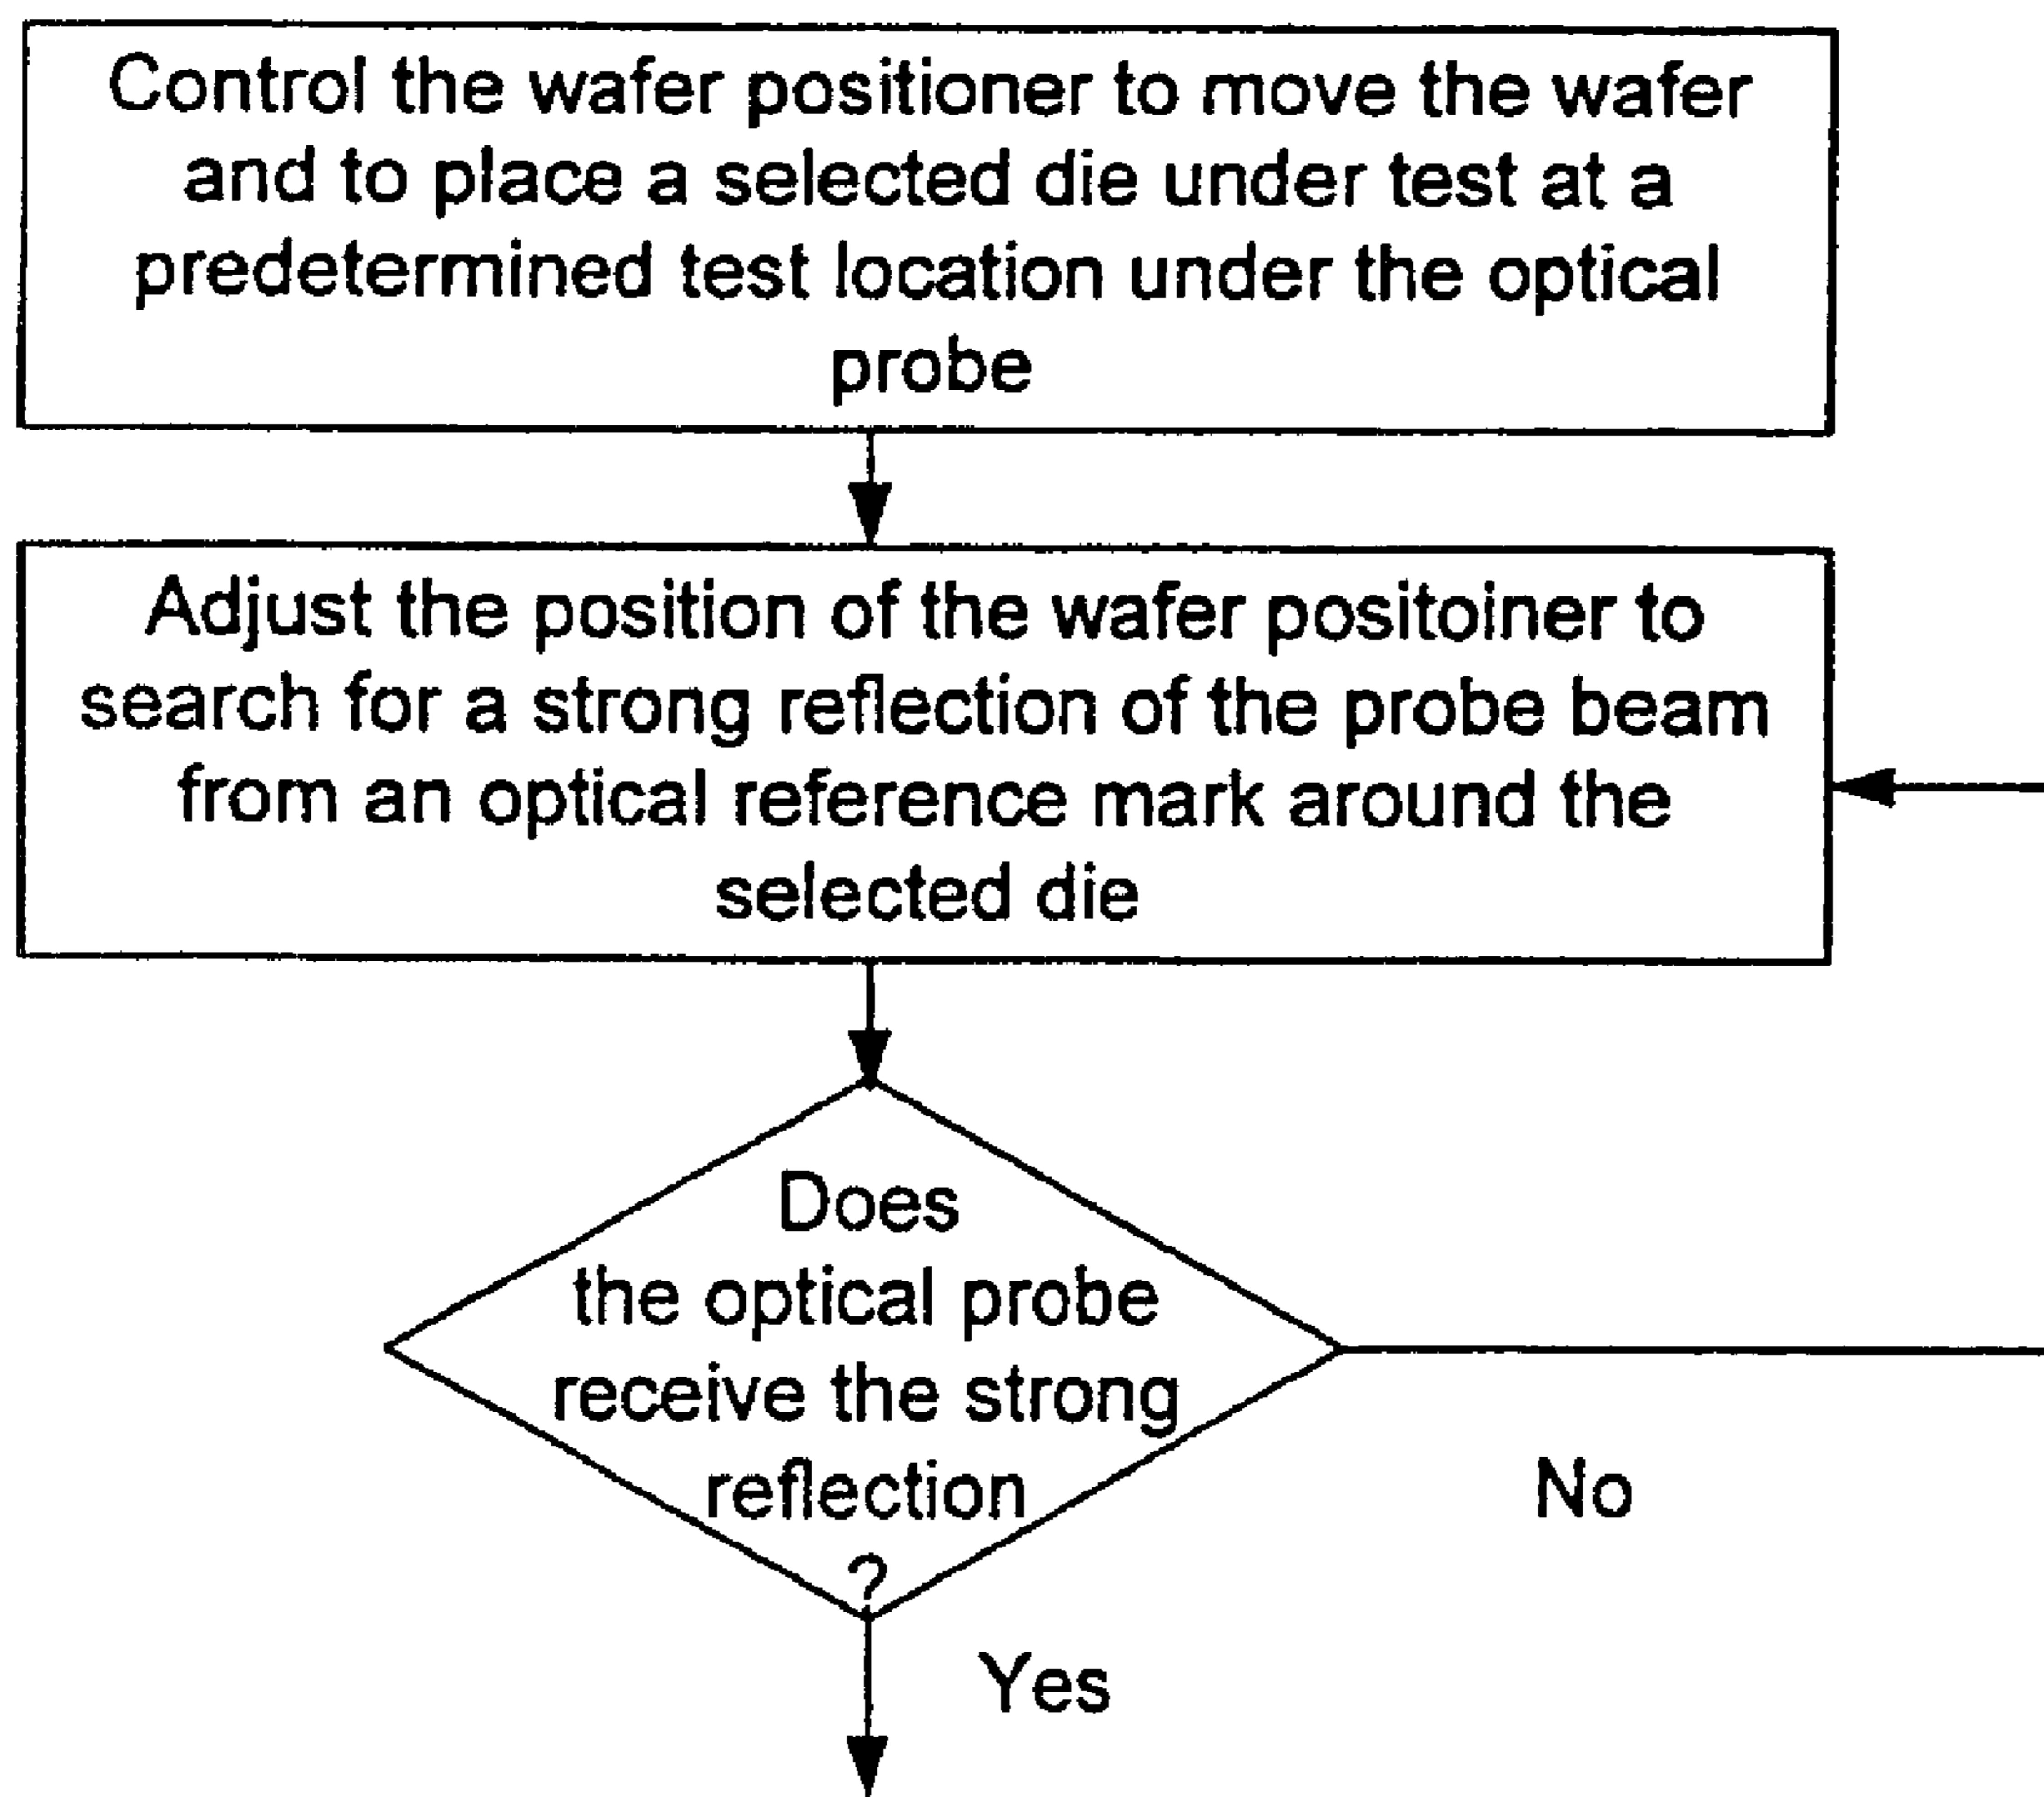 Control the wafer positioner to move the wafer
and to place a selected die under test at a
predetermined test location under the optical
probe
Adjust the position of the wafer positoiner to
search for a strong reflection of the probe beam
from an optical reference mark around the
selected die
Does
the optical probe
receive the strong
reflection
?
No
Yes